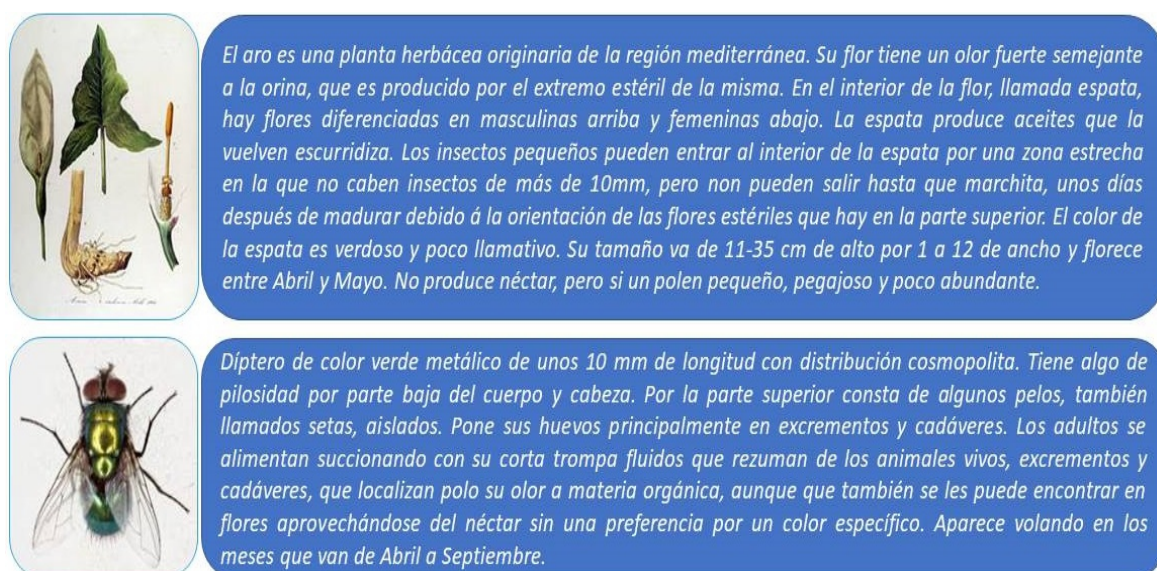 El aro es una planta herbácea originaria de la región mediterránea. Su flor tiene un olor fuerte semejante
a la orina, que es producido por el extremo estéril de la misma. En el interior de la flor, llamada espata,
hay flores diferenciadas en masculinas arriba y femeninas abajo. La espata produce aceites que la
vuelven escurridiza. Los insectos pequeños pueden entrar al interior de la espata por una zona estrecha
en la que no caben insectos de más de 10mm, pero non pueden salir hasta que marchita, unos días
después de madurar debido á la orientación de las flores estériles que hay en la parte superior. El color de
la espata es verdoso y poco llamativo. Su tamaño va de 11-35 cm de alto por 1 a 12 de ancho y florece
entre Abril y Mayo. No produce néctar, pero si un polen pequeño, pegajoso y poco abundante.
Díptero de color verde metálico de unos 10 mm de longitud con distribución cosmopolita. Tiene algo de
pilosidad por parte baja del cuerpo y cabeza. Por la parte superior consta de algunos pelos, también
llamados setas, aislados. Pone sus huevos principalmente en excrementos y cadáveres. Los adultos se
alimentan succionando con su corta trompa fluidos que rezuman de los animales vivos, excrementos y
cadáveres, que localizan polo su olor a materia orgánica, aunque que también se les puede encontrar en
flores aprovechándose del néctar sin una preferencia por un color específico. Aparece volando en los
meses que van de Abril a Septiembre.